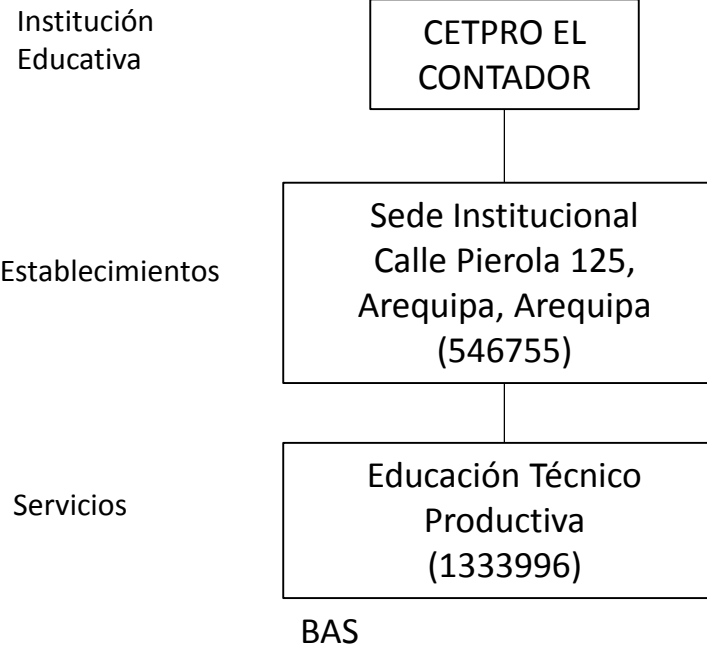 Institución
Educativa
CETPRO EL
CONTADOR
Establecimientos
Sede Institucional
Calle Pierola 125,
Arequipa, Arequipa
(546755)
Servicios
Educación Técnico
Productiva
(1333996)
BAS